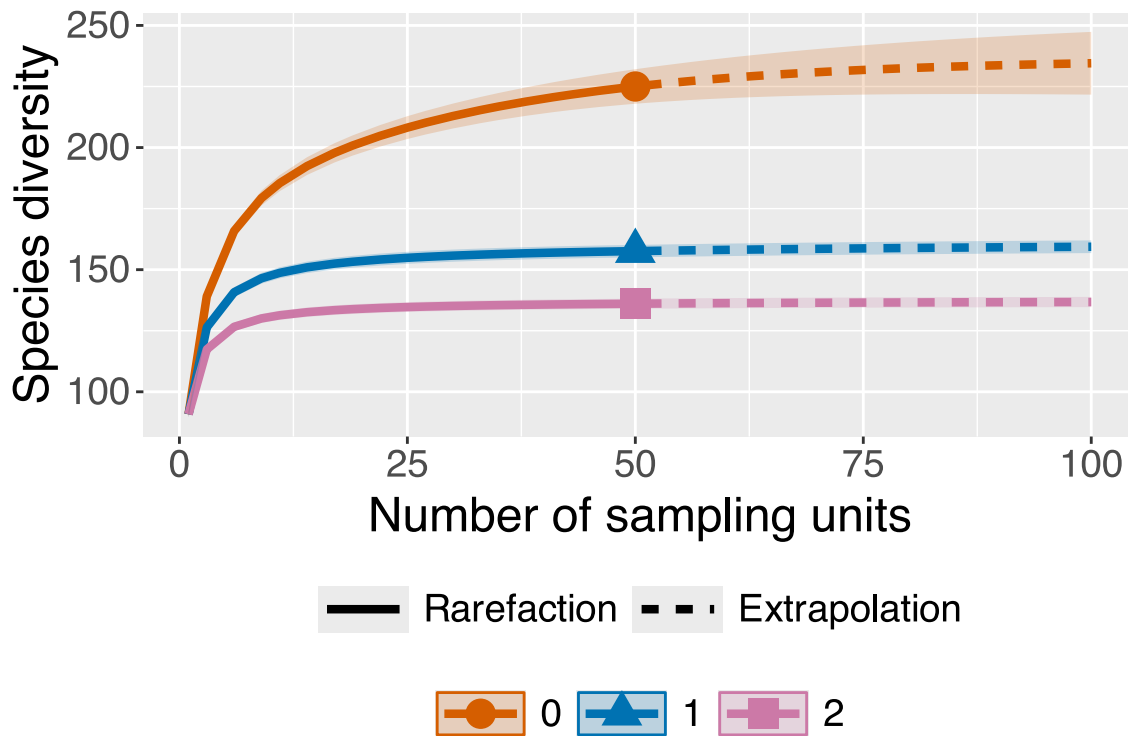 250
200
150
100
Species diversity
0 25 50 75 100
Number of sampling units
Rarefaction Extrapolation
0 1 2